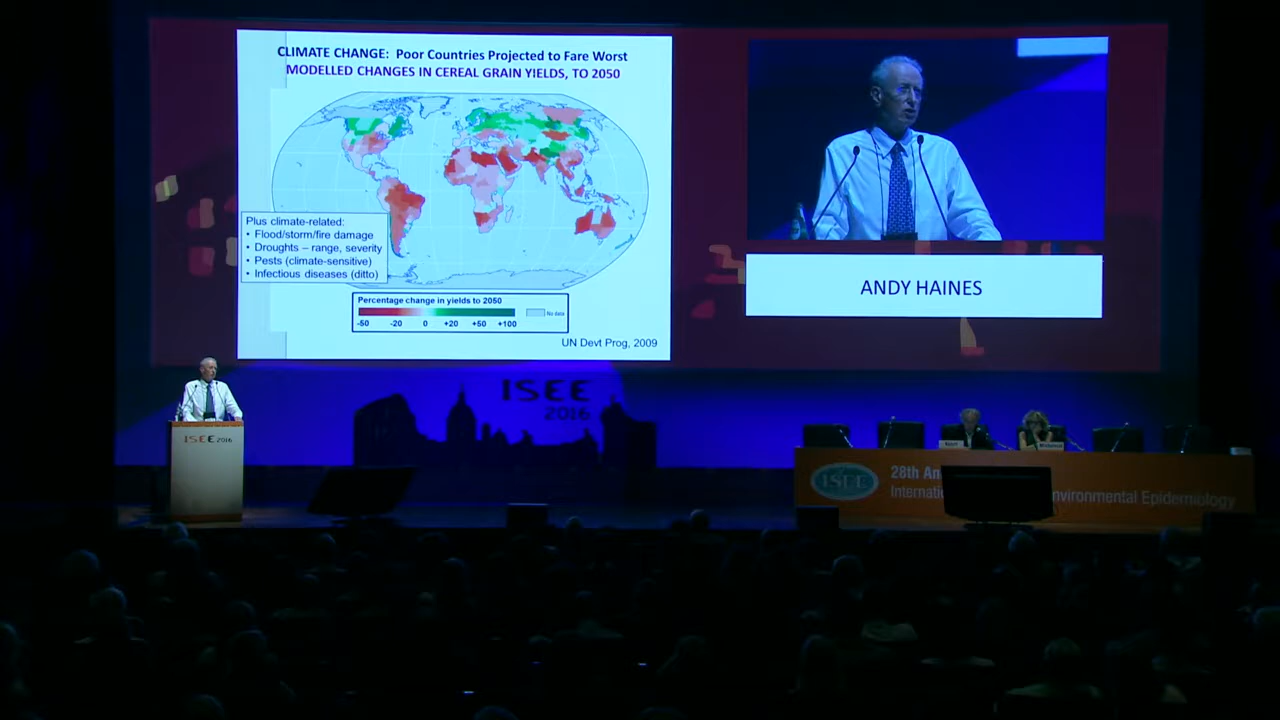 CLIMATE CHANGE: Poor Countries Projected to Fare Worst
MODELLED CHANGES IN CEREAL GRAIN YIELDS, TO 2050
Plus climate-related:
• Flood/storm/fire damage
• Droughts – range, severity
• Pests (climate-sensitive)
• Infectious diseases (ditto)
Percentage change in yields to 2050
-50 -20 0 +20 +50 +100
No data
UN Devt Prog, 2009
ANDY HAINES
ISEE
2016
ISEE 2016
ISEE
28th An
Internatio nvironmental Epidemiology